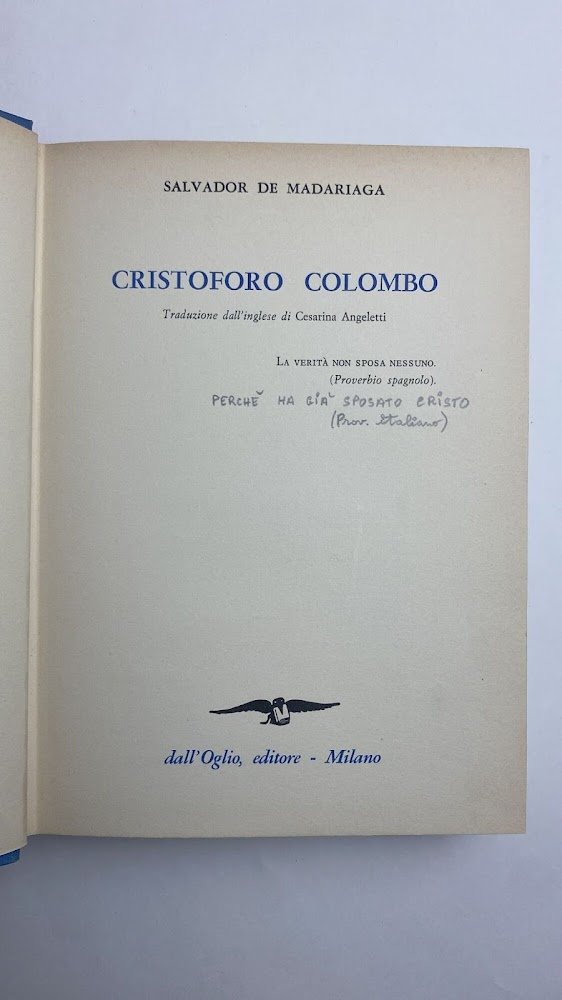 SALVADOR DE MADARIAGA
CRISTOFORO COLOMBO
Traduzione dall'inglese di Cesarina Angeletti
LA VERITÀ NON SPOSA NESSUNO.
(Proverbio spagnolo).
PERCHĔ HA GIÀ SPOSATO CRISTO
(Prov. italiano)
M
dall'Oglio, editore - Milano